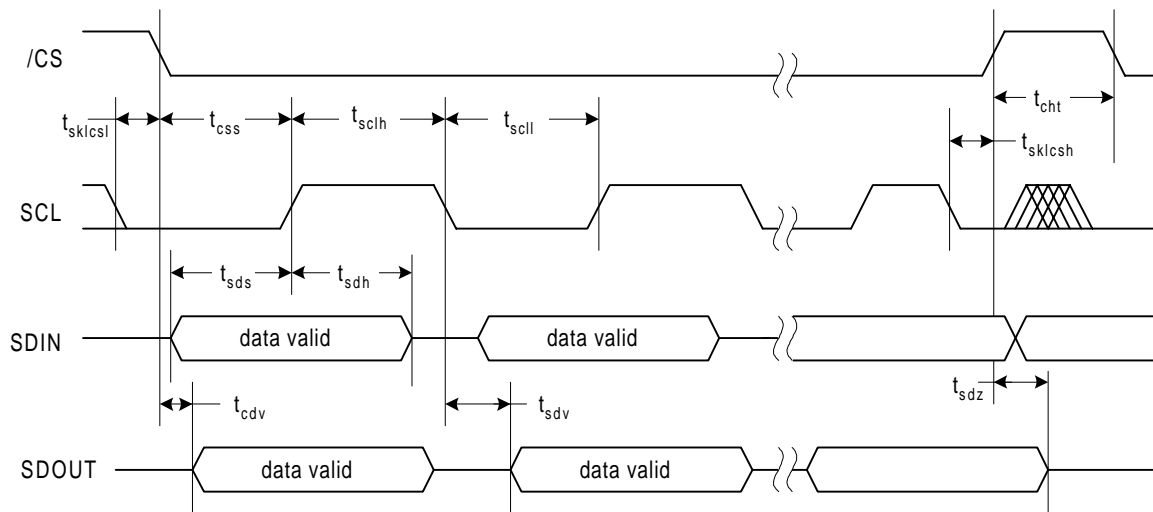 /CS
t_sklcsl
t_css
t_sclh
t_scll
t_cht
t_sklcsh
SCL
t_sds
t_sdh
SDIN
data valid
data valid
t_cdv
t_sdv
t_sdz
SDOUT
data valid
data valid